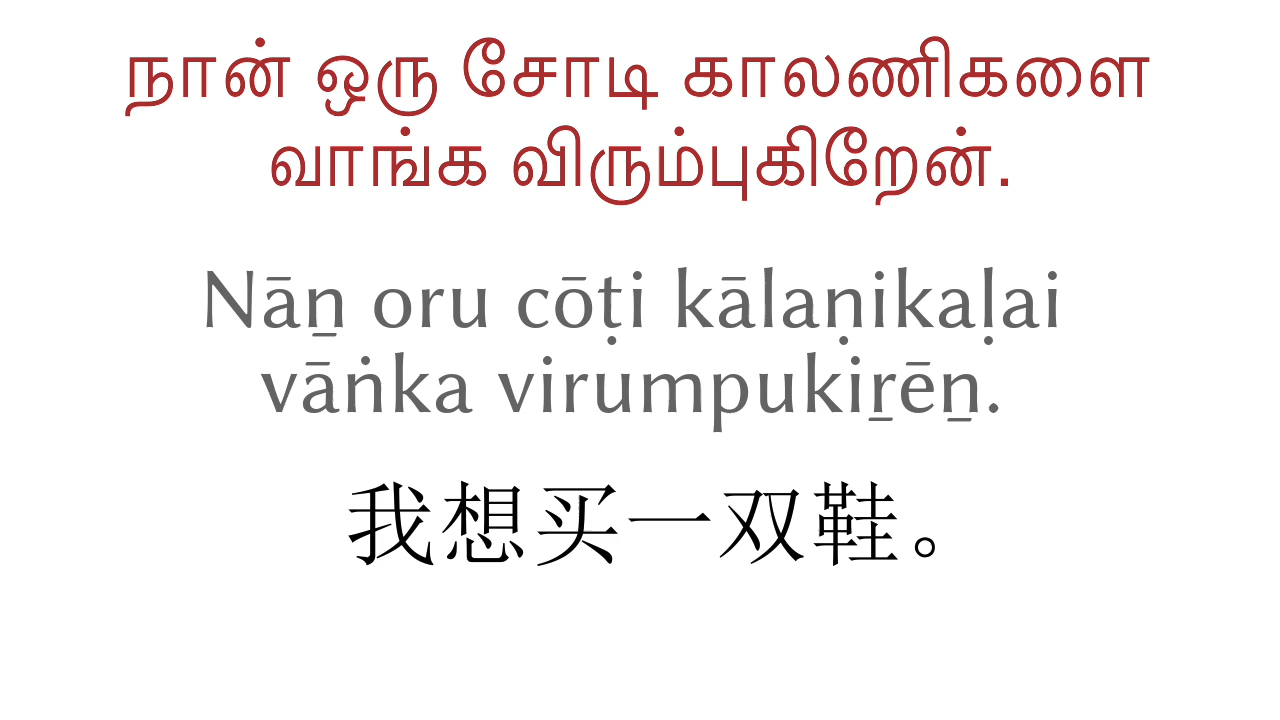 நான் ஒரு சோடி காலணிகளை
வாங்க விரும்புகிறேன்.
Nāṉ oru cōṭi kālaṇikaḷai
vāṅka virumpukiṟēṉ.
我想买一双鞋。